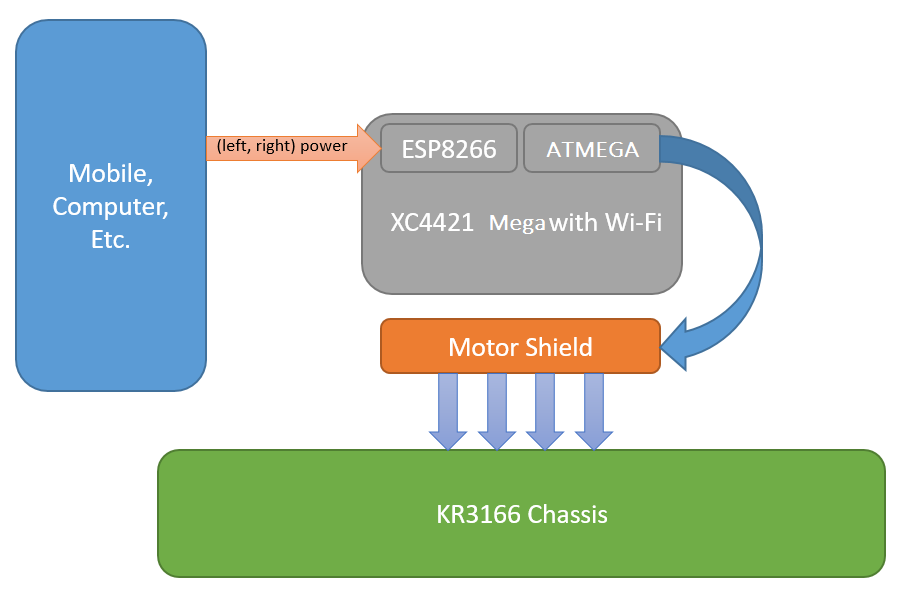 Mobile,
Computer,
Etc.
(left, right) power
ESP8266
ATMEGA
XC4421 Mega with Wi-Fi
Motor Shield
KR3166 Chassis